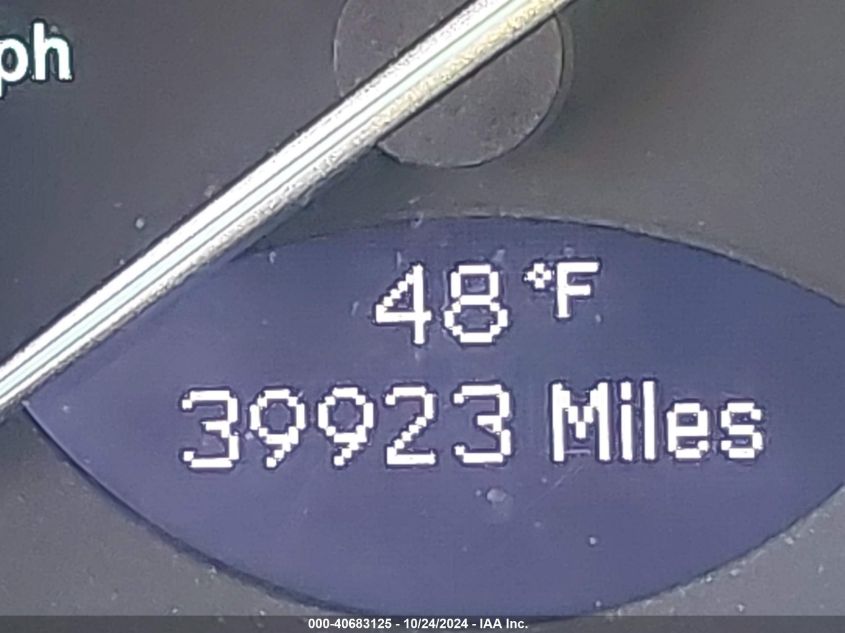 ph
48 °F
39923 Miles
000-40683125 - 10/24/2024 - IAA Inc.